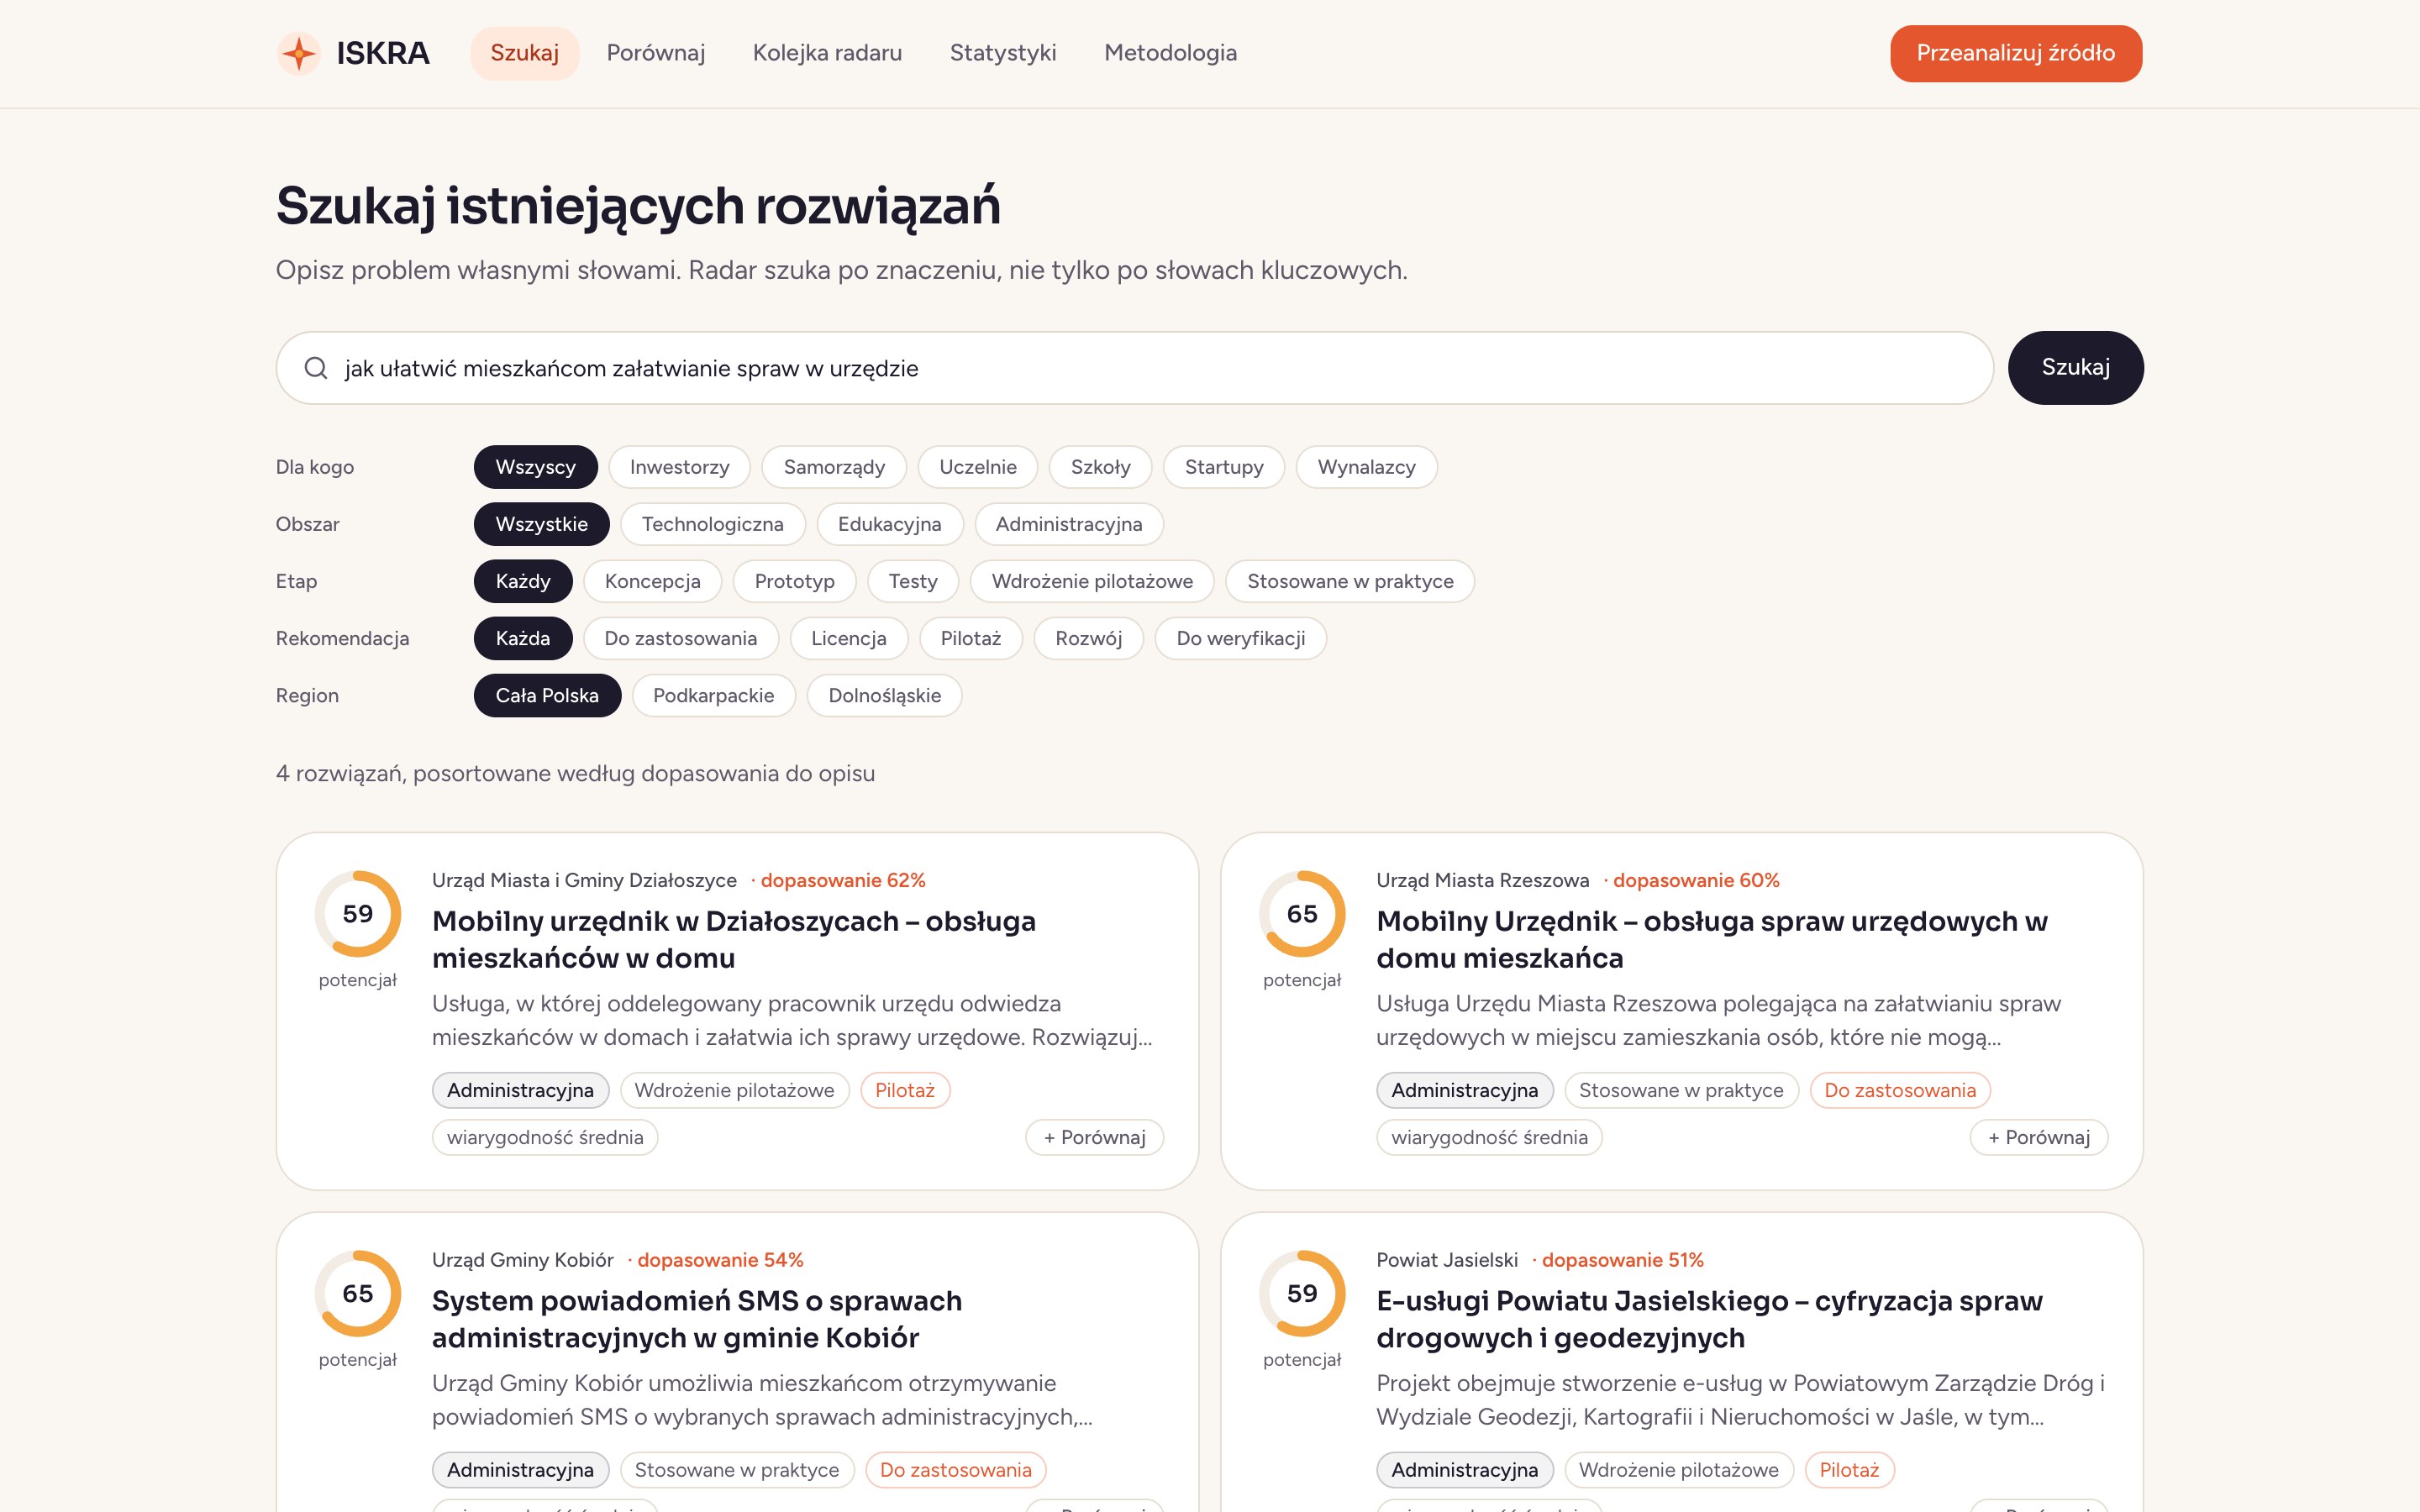 ISKRA
Szukaj
Porównaj
Kolejka radaru
Statystyki
Metodologia
Przeanalizuj źródło
Szukaj istniejących rozwiązań
Opisz problem własnymi słowami. Radar szuka po znaczeniu, nie tylko po słowach kluczowych.
jak ułatwić mieszkańcom załatwianie spraw w urzędzie
Szukaj
Dla kogo Wszyscy Inwestorzy Samorządy Uczelnie Szkoły Startupy Wynalazcy
Obszar Wszystkie Technologiczna Edukacyjna Administracyjna
Etap Każdy Koncepcja Prototyp Testy Wdrożenie pilotażowe Stosowane w praktyce
Rekomendacja Każda Do zastosowania Licencja Pilotaż Rozwój Do weryfikacji
Region Cała Polska Podkarpackie Dolnośląskie
4 rozwiązań, posortowane według dopasowania do opisu
59
potencjał
Urząd Miasta i Gminy Działoszyce · dopasowanie 62%
Mobilny urzędnik w Działoszycach – obsługa
mieszkańców w domu
Usługa, w której oddelegowany pracownik urzędu odwiedza
mieszkańców w domach i załatwia ich sprawy urzędowe. Rozwiązuj...
Administracyjna Wdrożenie pilotażowe Pilotaż
wiarygodność średnia + Porównaj
65
potencjał
Urząd Miasta Rzeszowa · dopasowanie 60%
Mobilny Urzędnik – obsługa spraw urzędowych w
domu mieszkańca
Usługa Urzędu Miasta Rzeszowa polegająca na załatwianiu spraw
urzędowych w miejscu zamieszkania osób, które nie mogą...
Administracyjna Stosowane w praktyce Do zastosowania
wiarygodność średnia + Porównaj
65
potencjał
Urząd Gminy Kobiór · dopasowanie 54%
System powiadomień SMS o sprawach
administracyjnych w gminie Kobiór
Urząd Gminy Kobiór umożliwia mieszkańcom otrzymywanie
powiadomień SMS o wybranych sprawach administracyjnych,...
Administracyjna Stosowane w praktyce Do zastosowania
59
potencjał
Powiat Jasielski · dopasowanie 51%
E-usługi Powiatu Jasielskiego – cyfryzacja spraw
drogowych i geodezyjnych
Projekt obejmuje stworzenie e-usług w Powiatowym Zarządzie Dróg i
Wydziale Geodezji, Kartografii i Nieruchomości w Jaśle, w tym...
Administracyjna Wdrożenie pilotażowe Pilotaż